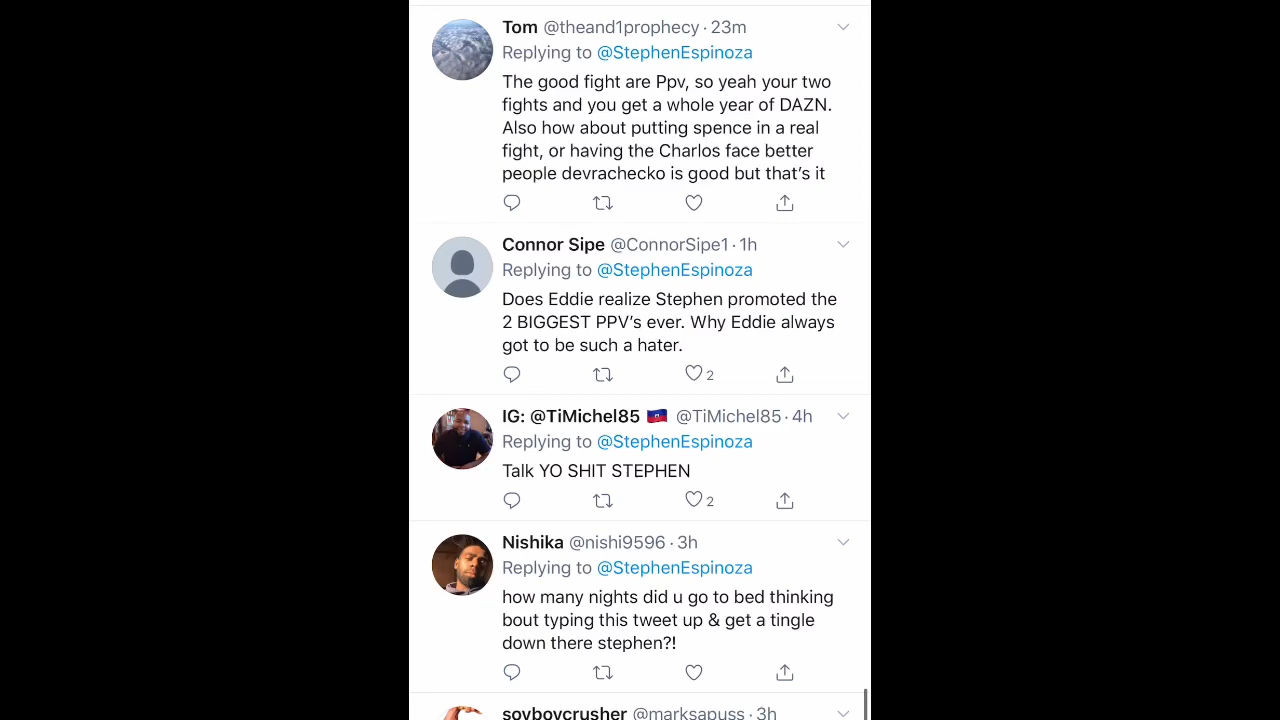 Tom @theand1prophecy · 23m
Replying to @StephenEspinoza
The good fight are Ppv, so yeah your two
fights and you get a whole year of DAZN.
Also how about putting spence in a real
fight, or having the Charlos face better
people devrachecko is good but that's it
Connor Sipe @ConnorSipe1 · 1h
Replying to @StephenEspinoza
Does Eddie realize Stephen promoted the
2 BIGGEST PPV's ever. Why Eddie always
got to be such a hater.
2
IG: @TiMichel85 🇭🇹 @TiMichel85 · 4h
Replying to @StephenEspinoza
Talk YO SHIT STEPHEN
2
Nishika @nishi9596 · 3h
Replying to @StephenEspinoza
how many nights did u go to bed thinking
bout typing this tweet up & get a tingle
down there stephen?!
soyboycrusher @marksapuss · 3h